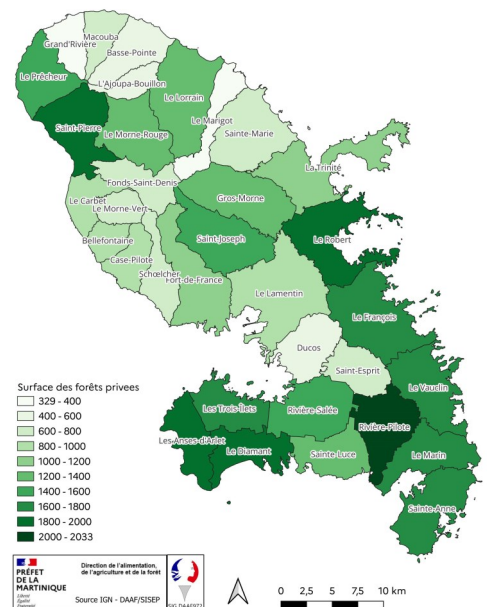 Macouba
Grand'Rivière
Basse-Pointe
Le Prêcheur
L'Ajoupa-Bouillon
Le Lorrain
Le Marigot
Saint-Pierre
Le Morne-Rouge
Sainte-Marie
La Trinité
Fonds-Saint-Denis
Le Carbet
Le Morne-Vert
Gros-Morne
Bellefontaine
Saint-Joseph
Le Robert
Case-Pilote
Schœlcher
Fort-de-France
Le Lamentin
Le François
Ducos
Saint-Esprit
Le Vauclin
Les Trois-Îlets
Rivière-Salée
Rivière-Pilote
Les-Anses-d'Arlet
Le Diamant
Sainte-Luce
Le Marin
Sainte-Anne
Surface des forêts privees
329 - 400
400 - 600
600 - 800
800 - 1000
1000 - 1200
1200 - 1400
1400 - 1600
1600 - 1800
1800 - 2000
2000 - 2033
PRÉFET
DE LA
MARTINIQUE
Liberté
Égalité
Fraternité
Direction de l'alimentation,
de l'agriculture et de la forêt
Source IGN - DAAF/SISEP
SIG DAAF972
0 2,5 5 7,5 10 km